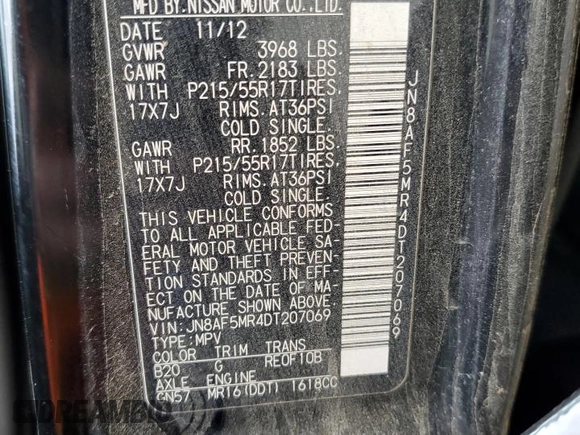 MFD BY. NISSAN MOTOR CO., LTD.
DATE 11/12
GVWR 3968 LBS.
GAWR FR. 2183 LBS.
WITH P215/55R17TIRES,
17X7J RIMS. AT36PSI
COLD SINGLE.
GAWR RR. 1852 LBS.
WITH P215/55R17TIRES,
17X7J RIMS. AT36PSI
COLD SINGLE.
THIS VEHICLE CONFORMS
TO ALL APPLICABLE FED-
ERAL MOTOR VEHICLE SA-
FETY AND THEFT PREVEN-
TION STANDARDS IN EFF-
ECT ON THE DATE OF MA-
NUFACTURE SHOWN ABOVE.
VIN: JN8AF5MR4DT207069
TYPE: MPV
COLOR TRIM TRANS
B20 G RE0F10B
AXLE ENGINE
GN57 MR16(DDT) 1618CC
JN8AF5MR4DT207069